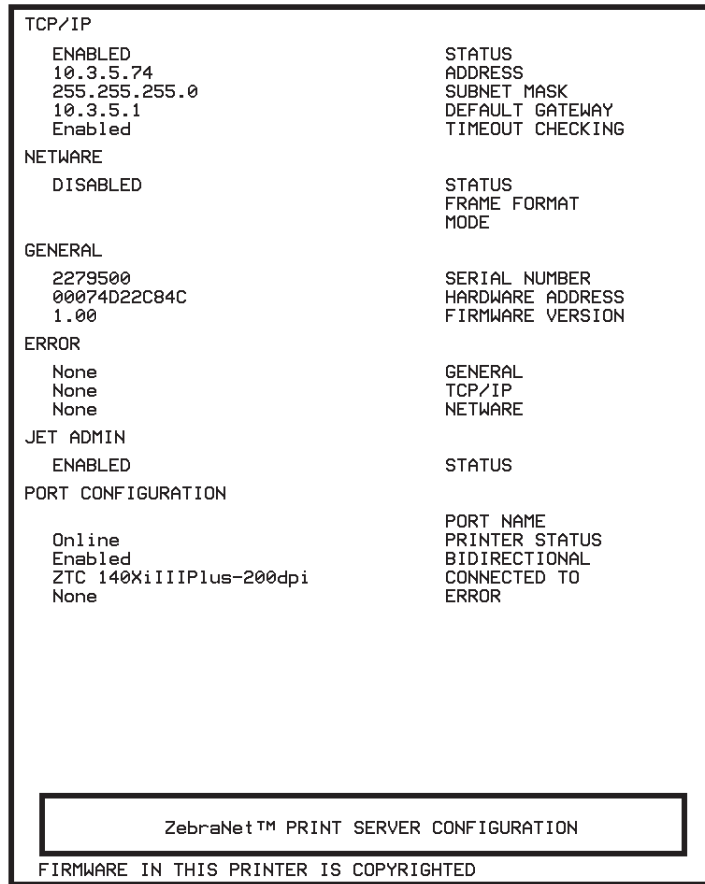 TCP/IP
ENABLED STATUS
10.3.5.74 ADDRESS
255.255.255.0 SUBNET MASK
10.3.5.1 DEFAULT GATEWAY
Enabled TIMEOUT CHECKING
NETWARE
DISABLED STATUS
FRAME FORMAT
MODE
GENERAL
2279500 SERIAL NUMBER
00074D22C84C HARDWARE ADDRESS
1.00 FIRMWARE VERSION
ERROR
None GENERAL
None TCP/IP
None NETWARE
JET ADMIN
ENABLED STATUS
PORT CONFIGURATION
PORT NAME
Online PRINTER STATUS
Enabled BIDIRECTIONAL
ZTC 140XiIIIPlus-200dpi CONNECTED TO
None ERROR
ZebraNet™ PRINT SERVER CONFIGURATION
FIRMWARE IN THIS PRINTER IS COPYRIGHTED